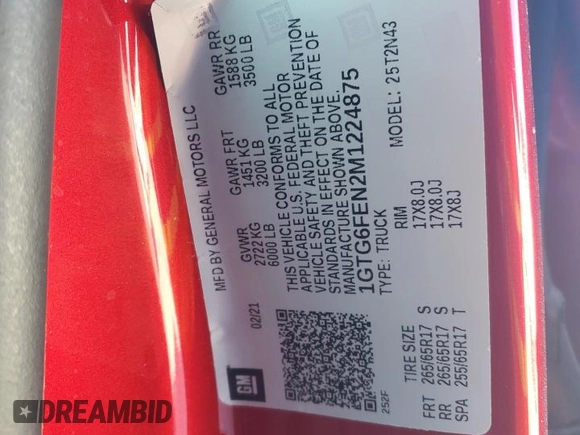 MFD BY GENERAL MOTORS LLC
GM
02/21
GVWR
2722 KG
6000 LB
GAWR FRT
1451 KG
3200 LB
GAWR RR
1588 KG
3500 LB
THIS VEHICLE CONFORMS TO ALL
APPLICABLE U.S. FEDERAL MOTOR
VEHICLE SAFETY AND THEFT PREVENTION
STANDARDS IN EFFECT ON THE DATE OF
MANUFACTURE SHOWN ABOVE.
1GTG6FEN2M1224875
TYPE: TRUCK
MODEL: 25T2N43
252F
TIRE SIZE RIM
FRT 265/65R17 S 17X8.0J
RR 265/65R17 S 17X8.0J
SPA 255/65R17 T 17X8J
GM
DREAMBID